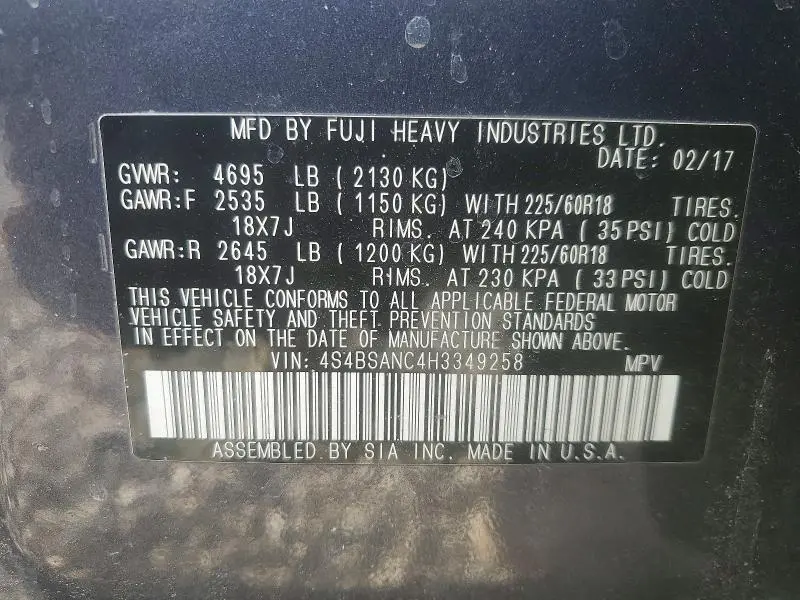 MFD BY FUJI HEAVY INDUSTRIES LTD.
DATE: 02/17
GVWR: 4695 LB ( 2130 KG)
GAWR:F 2535 LB ( 1150 KG) WITH 225/60R18 TIRES.
18X7J RIMS. AT 240 KPA ( 35 PSI) COLD
GAWR:R 2645 LB ( 1200 KG) WITH 225/60R18 TIRES.
18X7J RIMS. AT 230 KPA ( 33 PSI) COLD
THIS VEHICLE CONFORMS TO ALL APPLICABLE FEDERAL MOTOR
VEHICLE SAFETY AND THEFT PREVENTION STANDARDS
IN EFFECT ON THE DATE OF MANUFACTURE SHOWN ABOVE.
VIN: 4S4BSANC4H3349258 MPV
ASSEMBLED BY SIA INC. MADE IN U.S.A.